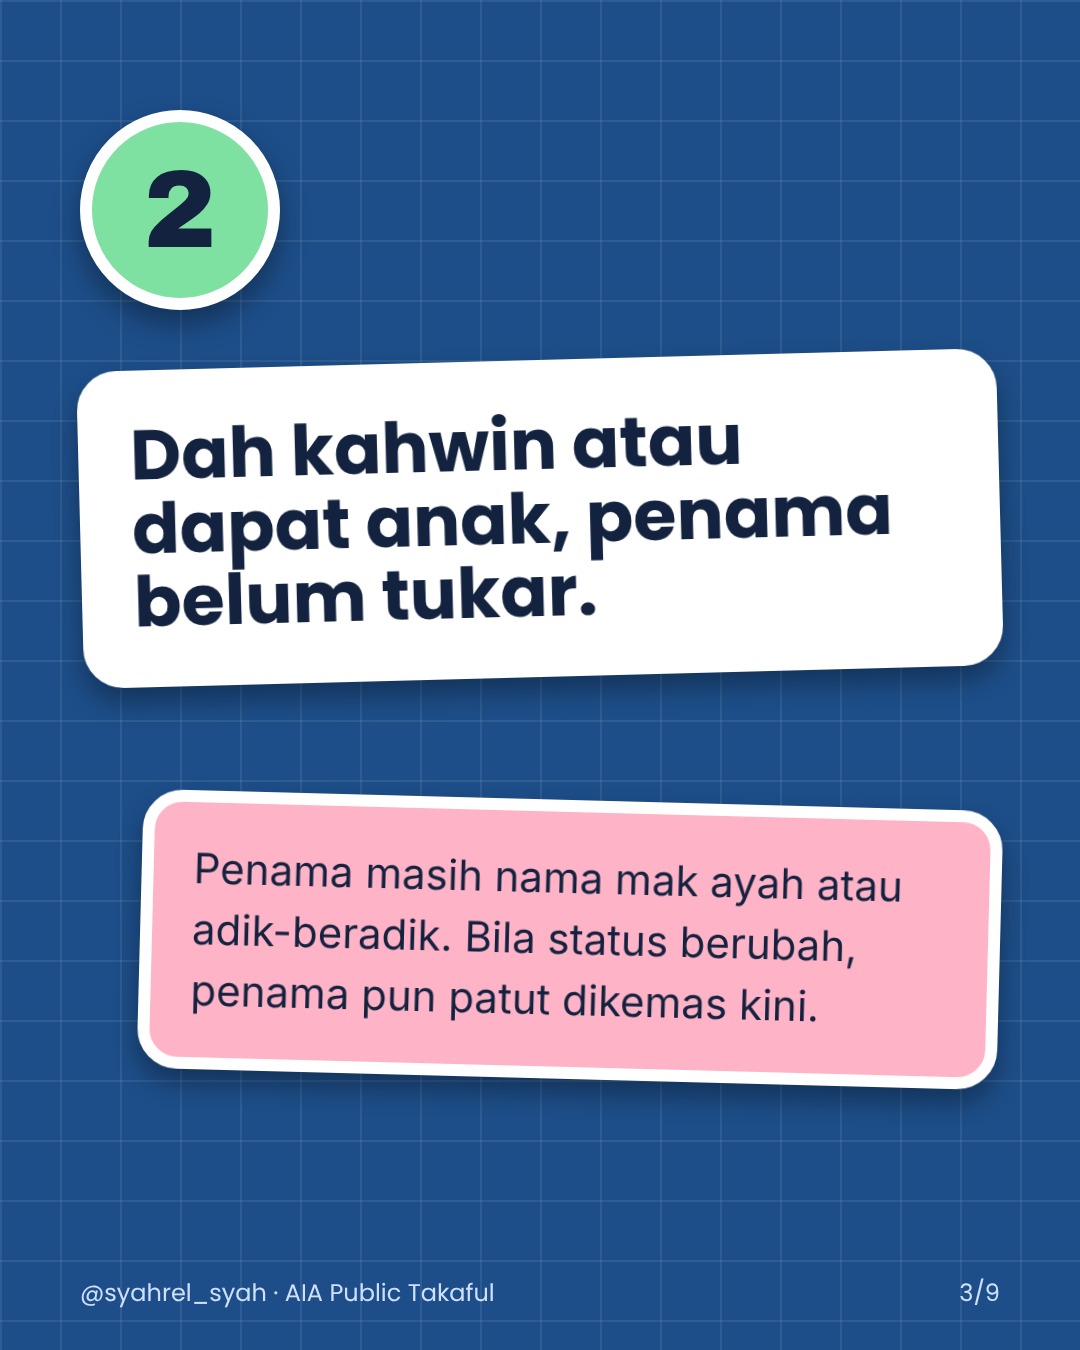 2
Dah kahwin atau
dapat anak, penama
belum tukar.
Penama masih nama mak ayah atau
adik-beradik. Bila status berubah,
penama pun patut dikemas kini.
@syahrel_syah · AIA Public Takaful
3/9